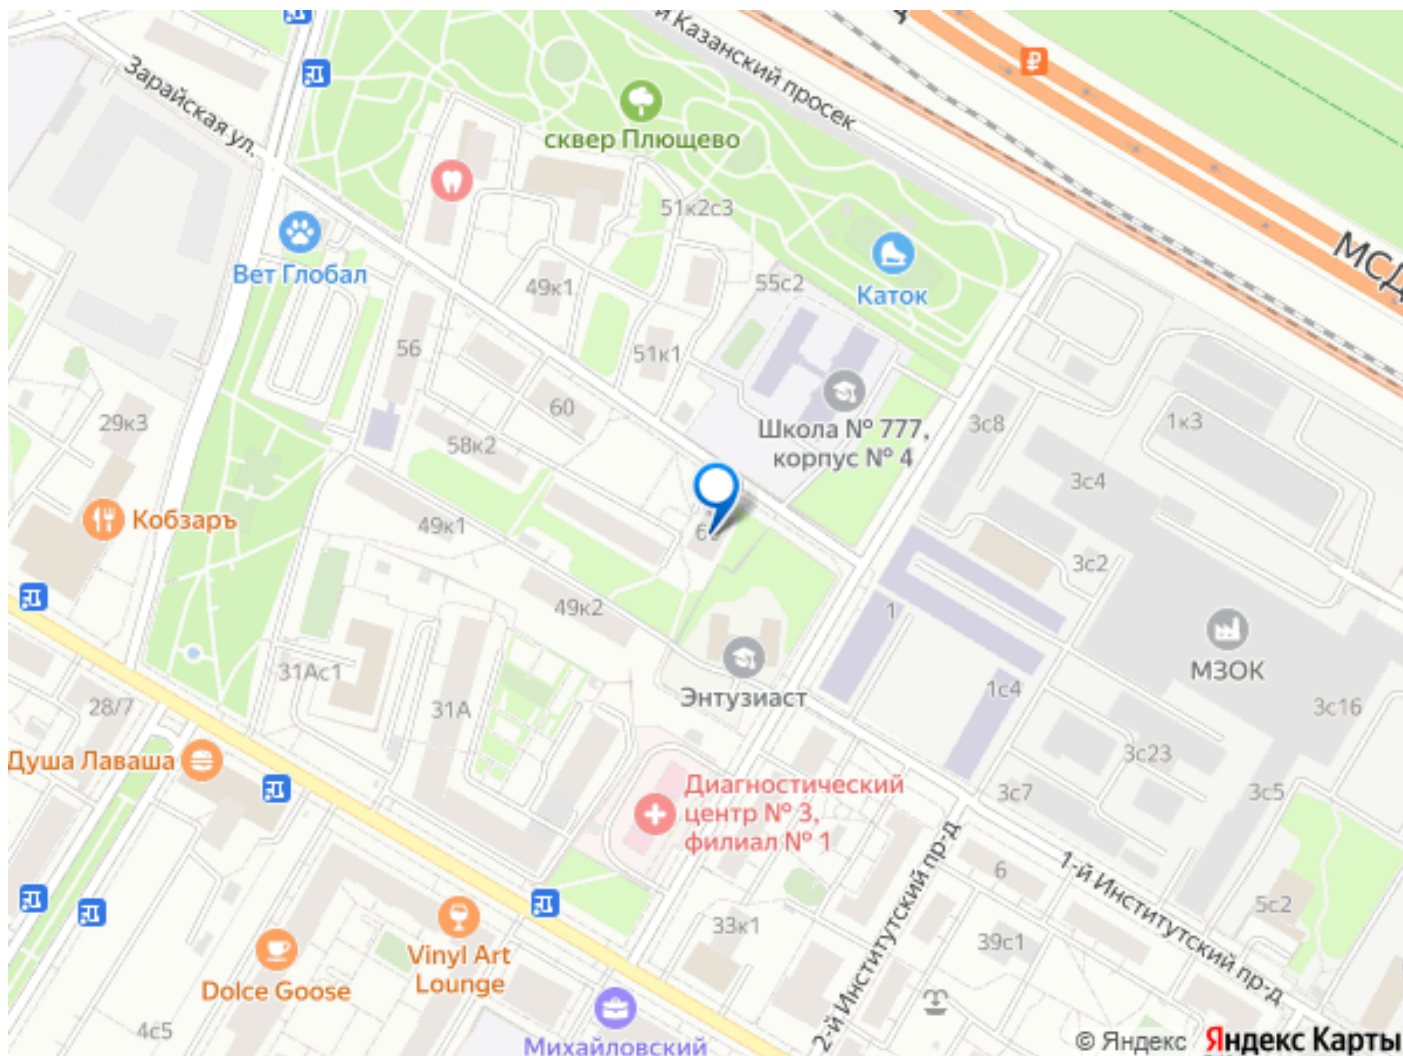 й Казанский просек
Зарайская ул.
сквер Плющево
51к2с3
МСД
Вет Глобал
49к1
55с2
Каток
56
51к1
60
29к3
58к2
Школа № 777,
корпус № 4
3с8
1к3
3с4
Кобзаръ
49к1
3с2
49к2
1
МЗОК
31Ас1
Энтузиаст
1с4
28/7
31А
3с16
Душа Лаваша
3с23
Диагностический
центр № 3,
филиал № 1
3с7
3с5
6
1-й Институтский пр-д
5с2
33к1
39с1
2-й Институтский пр-д
Vinyl Art
Lounge
Dolce Goose
4с5
Михайловский
© Яндекс Яндекс Карты